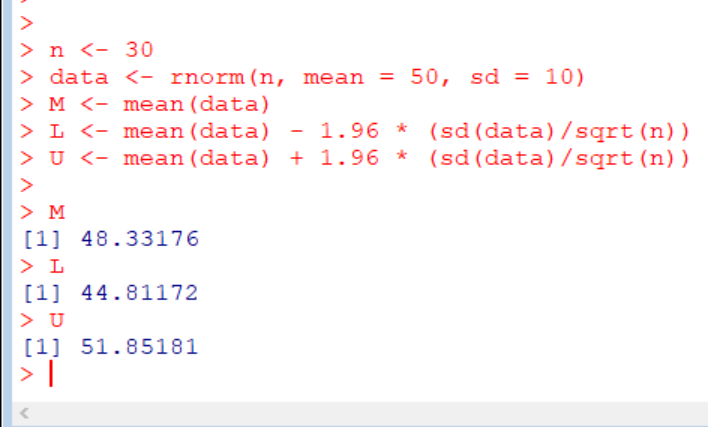 >
> n <- 30
> data <- rnorm(n, mean = 50, sd = 10)
> M <- mean(data)
> L <- mean(data) - 1.96 * (sd(data)/sqrt(n))
> U <- mean(data) + 1.96 * (sd(data)/sqrt(n))
>
> M
[1] 48.33176
> L
[1] 44.81172
> U
[1] 51.85181
>